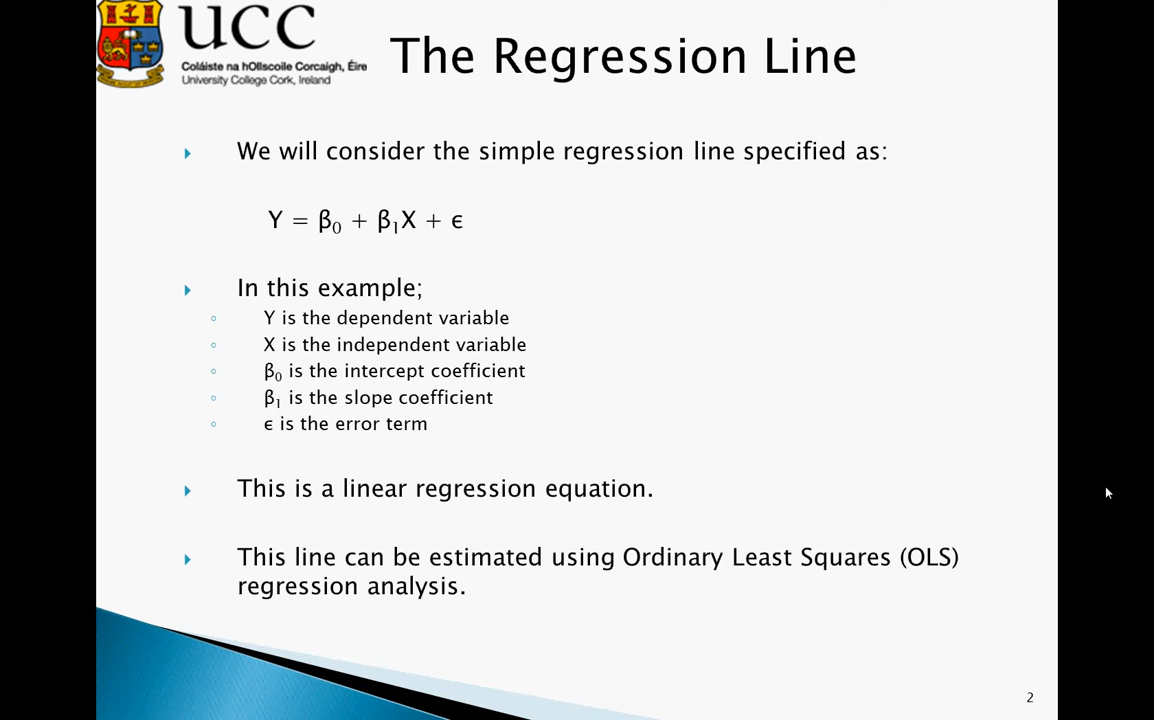 ucc
Coláiste na hOllscoile Corcaigh, Éire
University College Cork, Ireland
The Regression Line
We will consider the simple regression line specified as:
Y = β₀ + β₁X + ϵ
In this example;
Y is the dependent variable
X is the independent variable
β₀ is the intercept coefficient
β₁ is the slope coefficient
ϵ is the error term
This is a linear regression equation.
This line can be estimated using Ordinary Least Squares (OLS)
regression analysis.
2